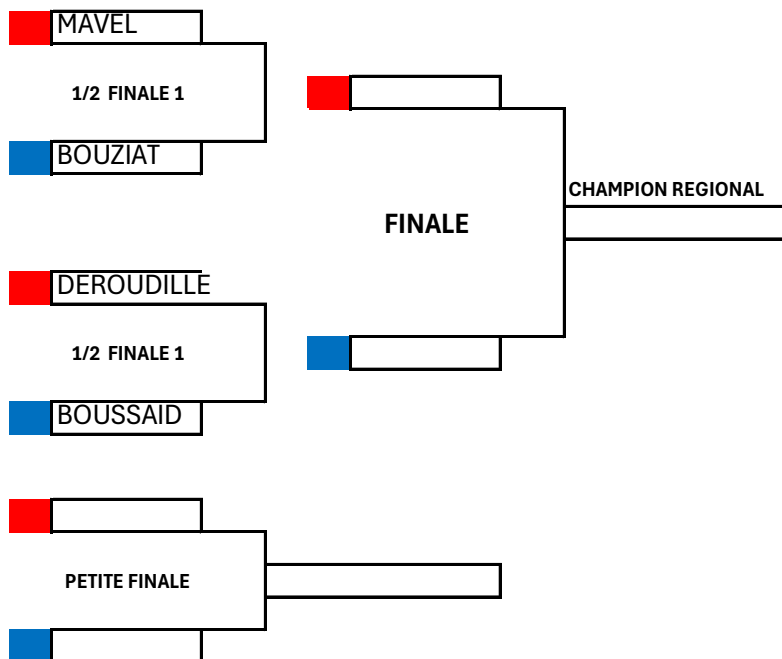 MAVEL
1/2 FINALE 1
BOUZIAT
CHAMPION REGIONAL
FINALE
DEROUDILLE
1/2 FINALE 1
BOUSSAID
PETITE FINALE